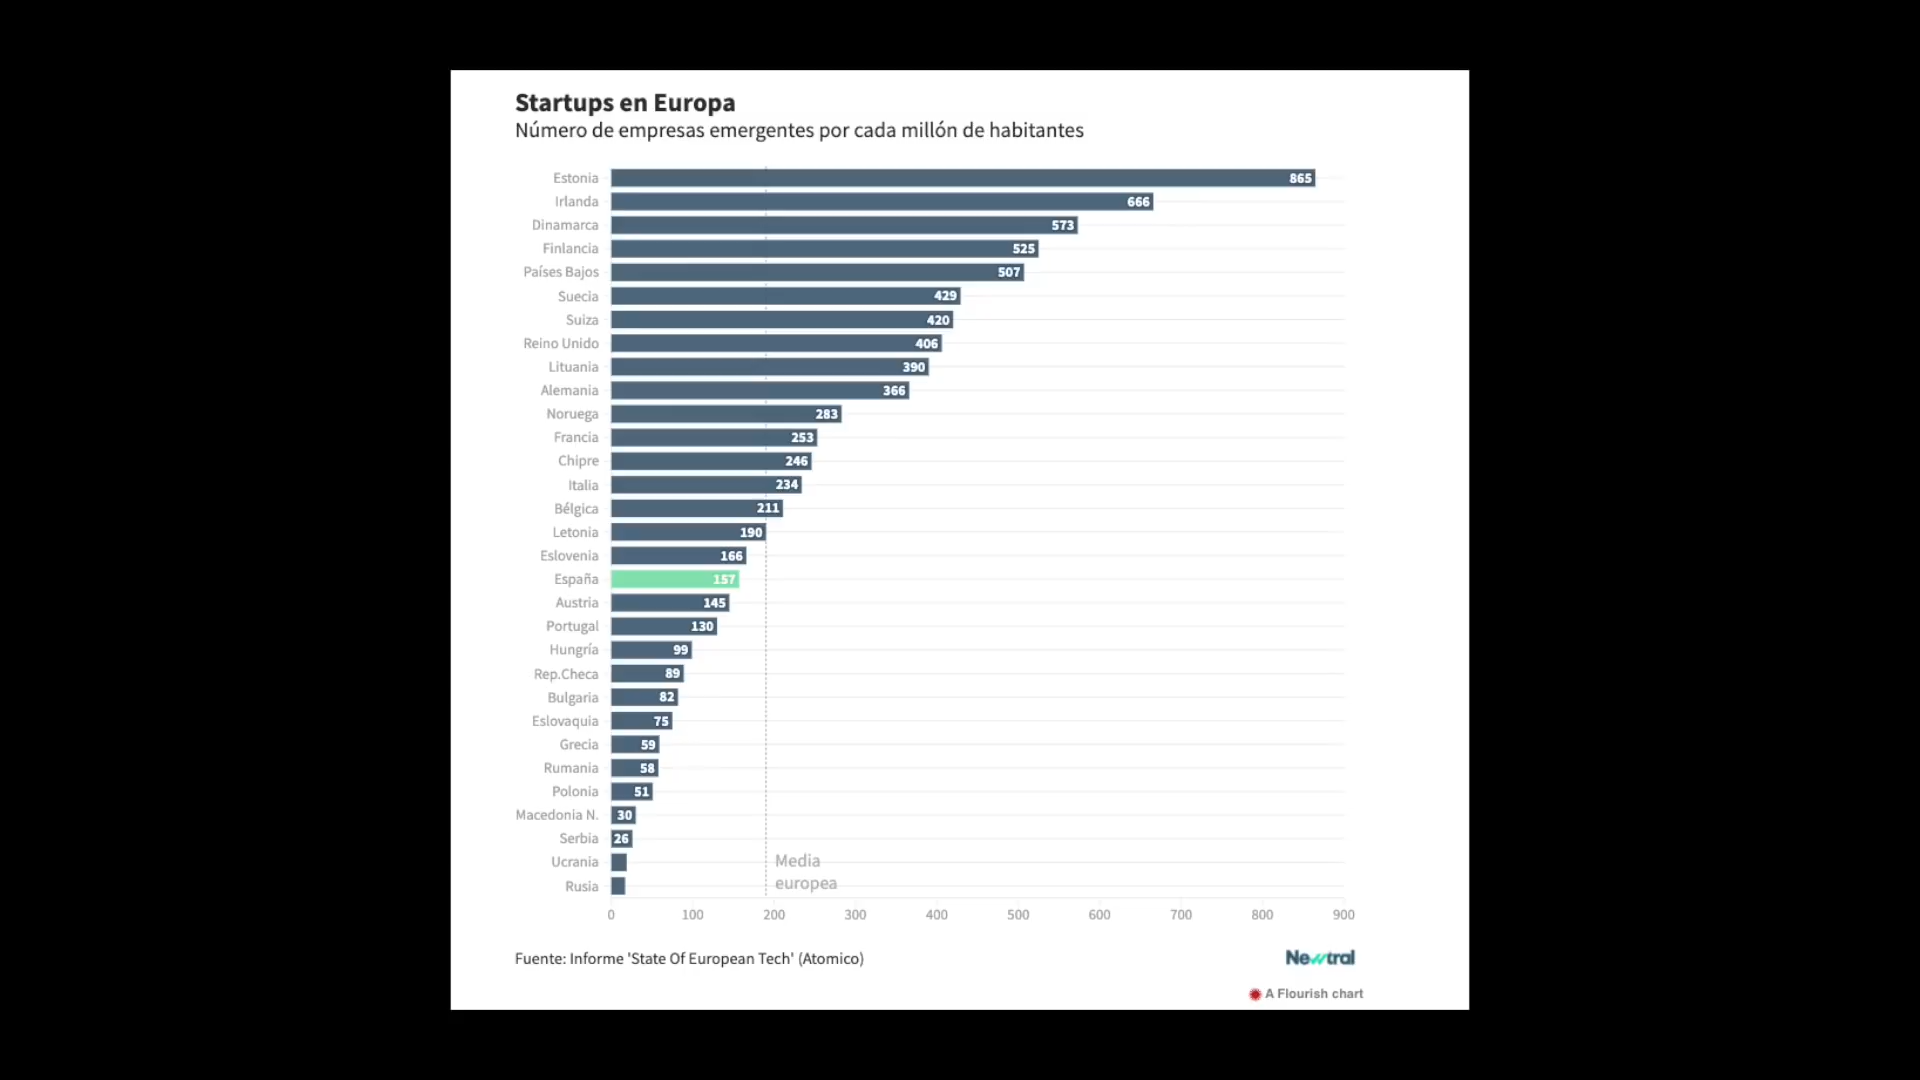 Startups en Europa
Número de empresas emergentes por cada millón de habitantes
Estonia 865
Irlanda 666
Dinamarca 573
Finlancia 525
Países Bajos 507
Suecia 429
Suiza 420
Reino Unido 406
Lituania 390
Alemania 366
Noruega 283
Francia 253
Chipre 246
Italia 234
Bélgica 211
Letonia 190
Eslovenia 166
España 157
Austria 145
Portugal 130
Hungría 99
Rep.Checa 89
Bulgaria 82
Eslovaquia 75
Grecia 59
Rumania 58
Polonia 51
Macedonia N. 30
Serbia 26
Ucrania
Rusia
Media
europea
0 100 200 300 400 500 600 700 800 900
Fuente: Informe 'State Of European Tech' (Atomico)
Newtral
A Flourish chart